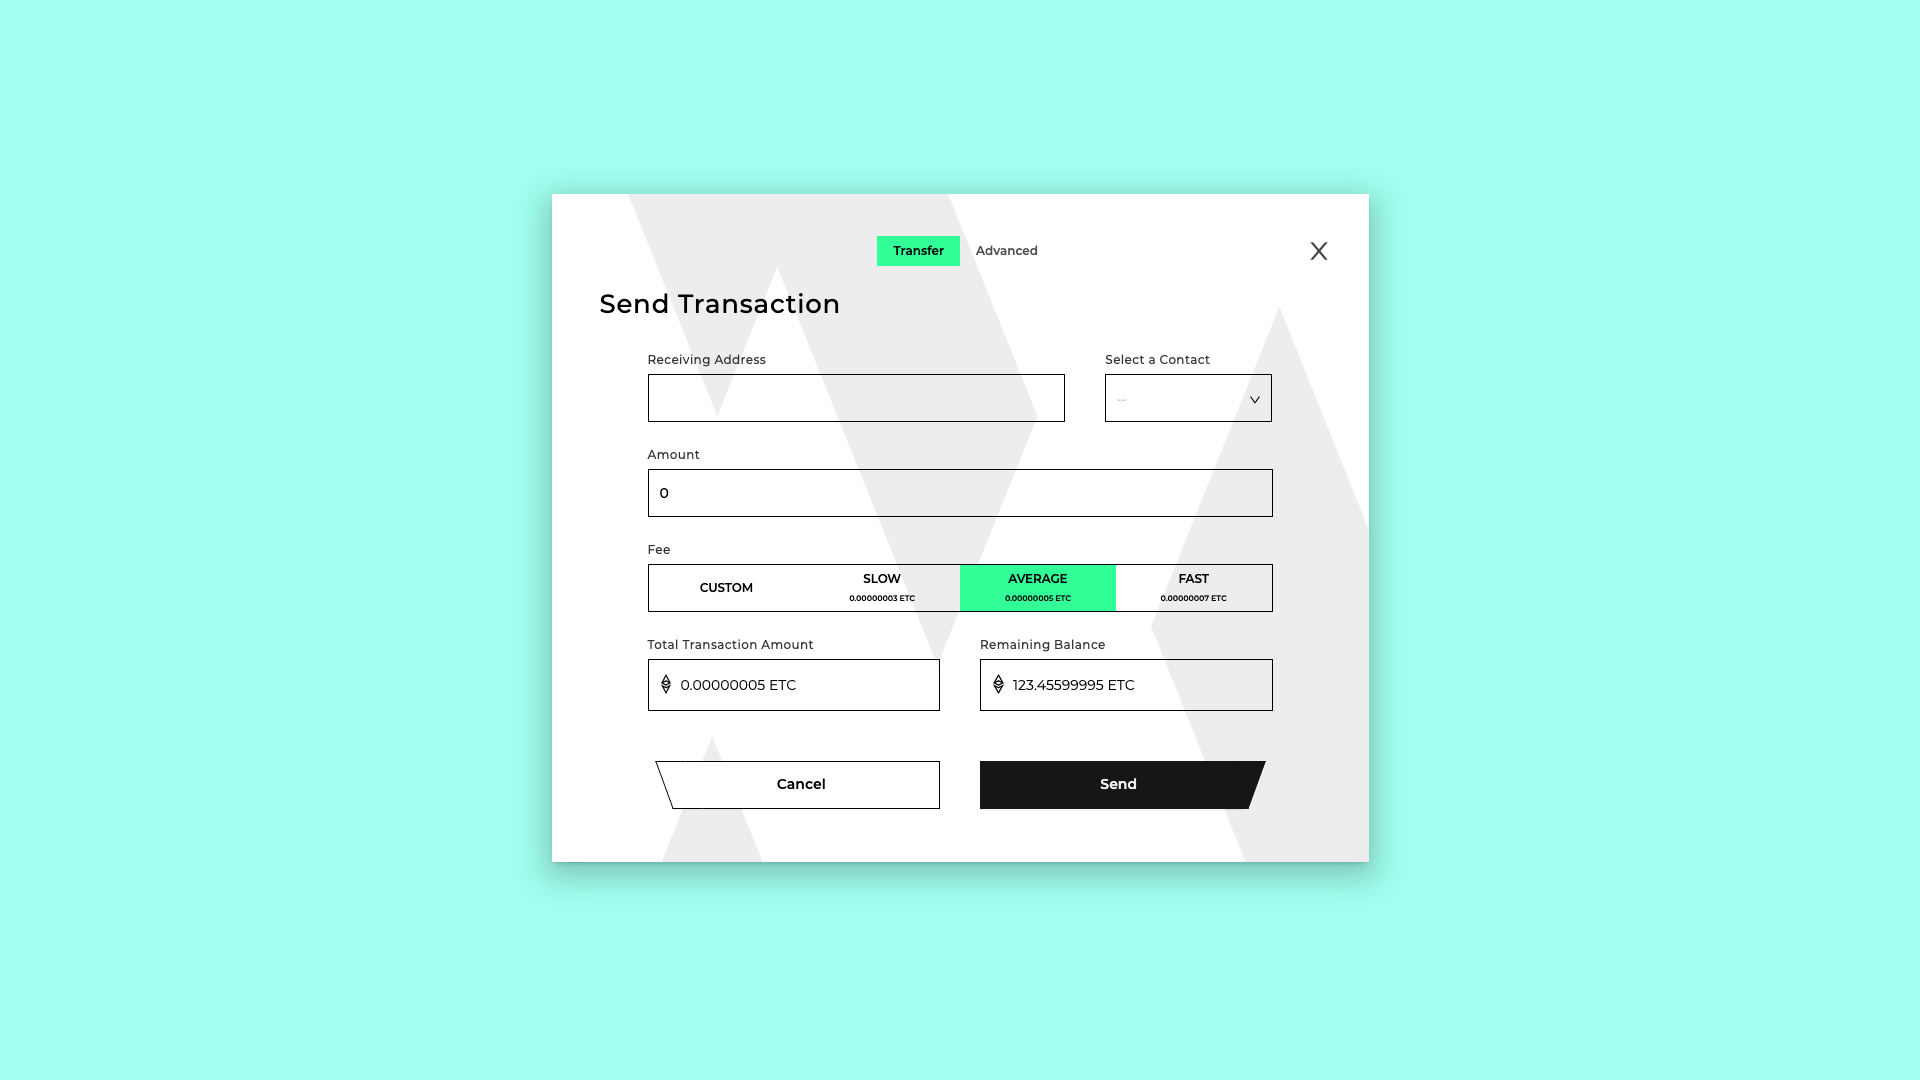 Transfer Advanced X
Send Transaction
Receiving Address Select a Contact
...
Amount
0
Fee
CUSTOM
SLOW
0.00000003 ETC
AVERAGE
0.00000005 ETC
FAST
0.00000007 ETC
Total Transaction Amount Remaining Balance
0.00000005 ETC 123.45599995 ETC
Cancel Send